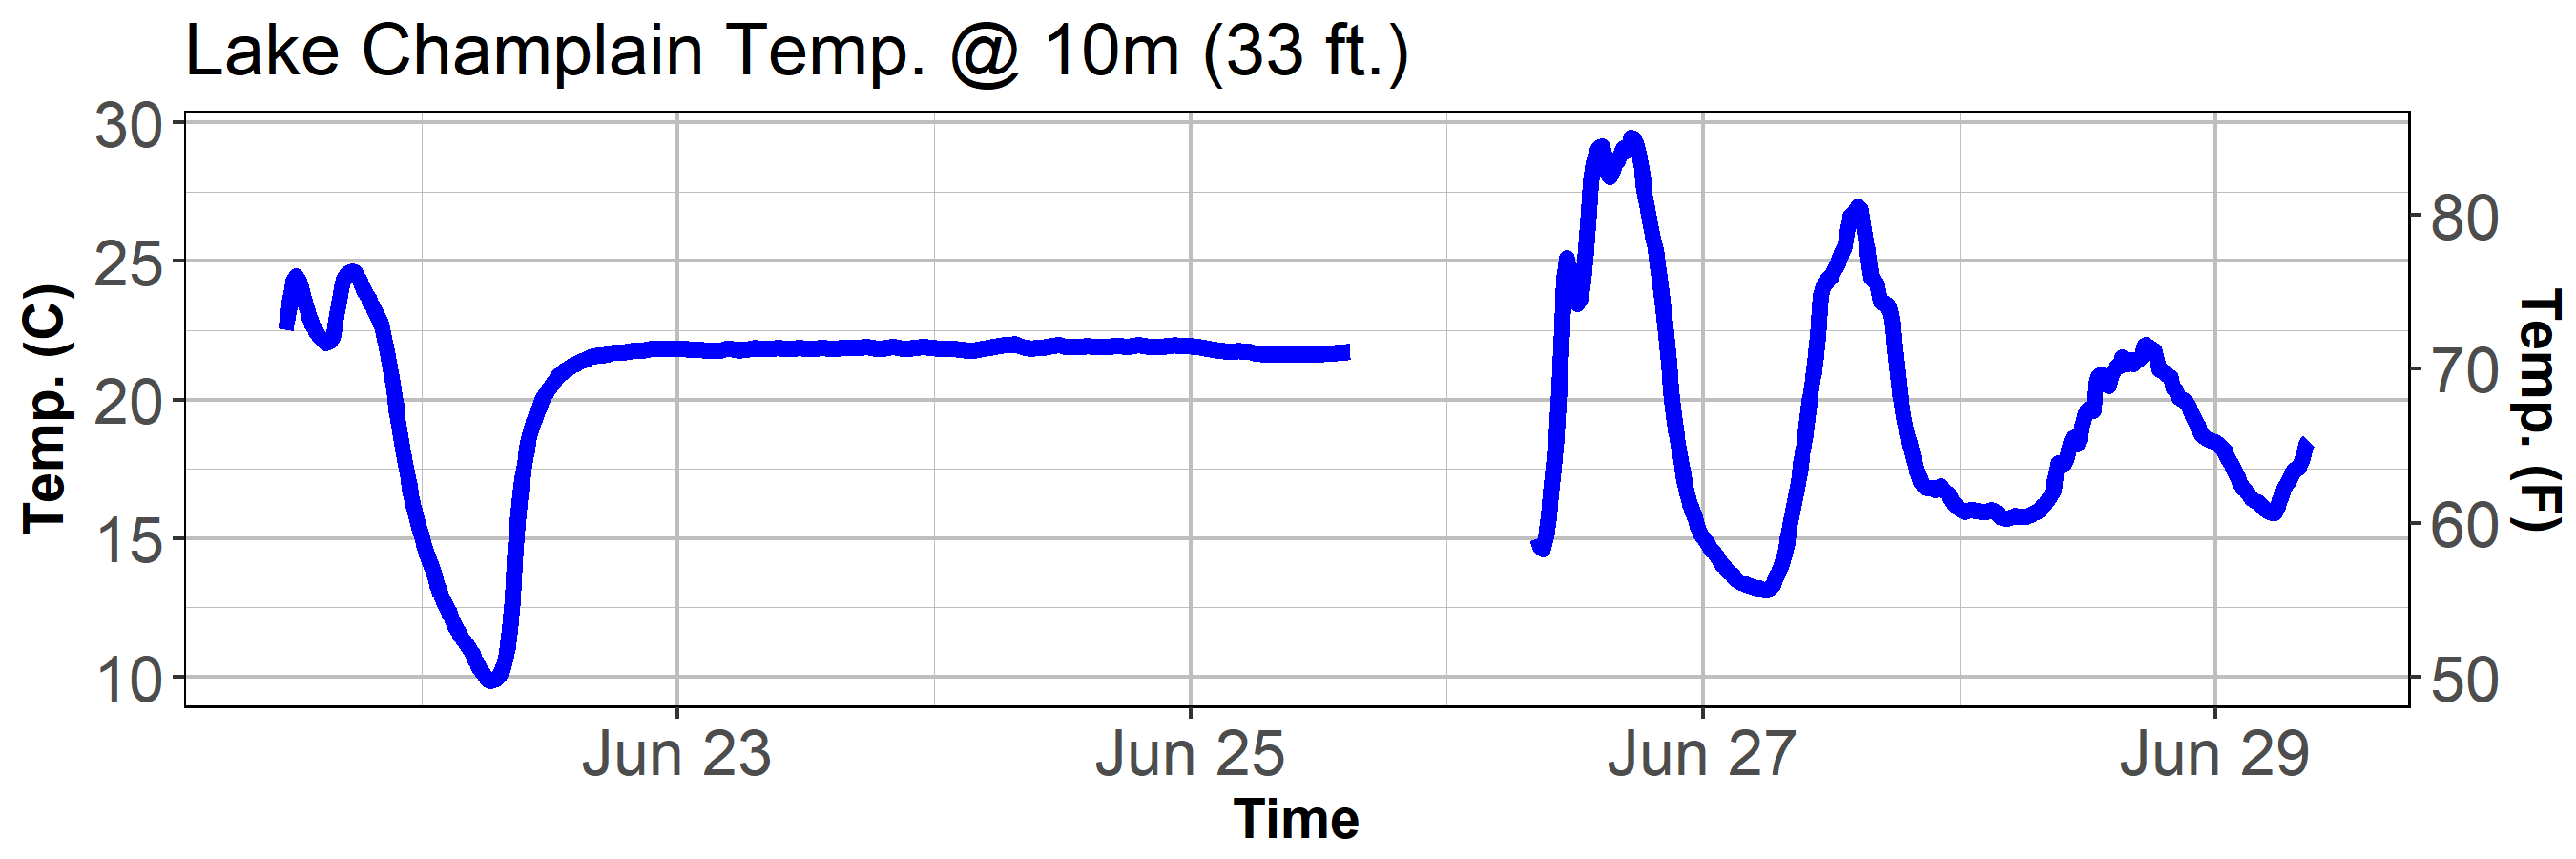 Lake Champlain Temp. @ 10m (33 ft.)
Temp. (C)
30
25
20
15
10
80
70
60
50
Temp. (F)
Jun 23
Jun 25
Jun 27
Jun 29
Time